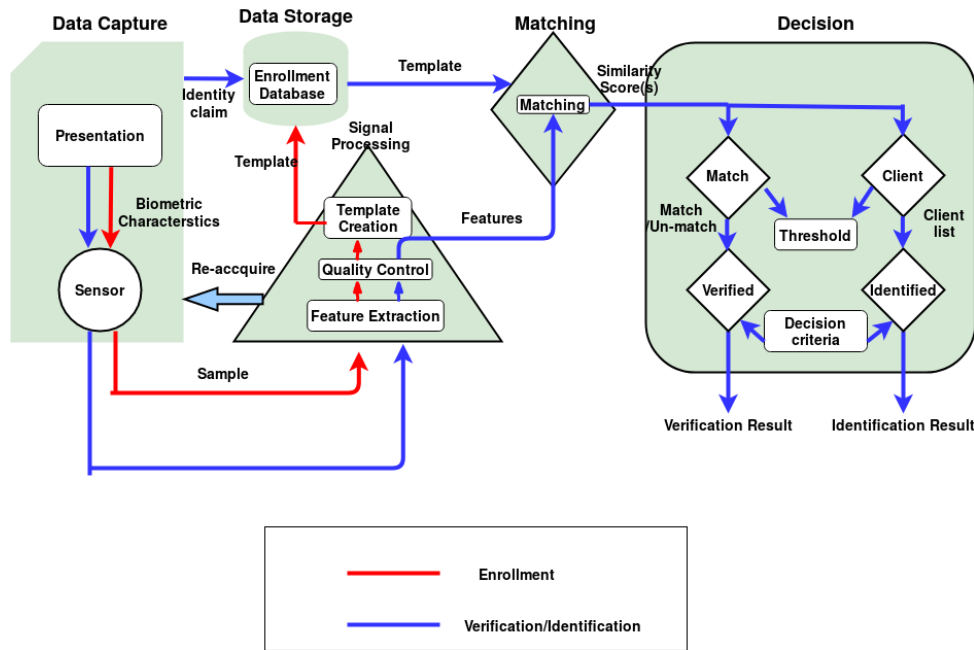 Data Capture
Data Storage
Matching
Decision
Presentation
Identity
claim
Enrollment
Database
Template
Matching
Similarity
Score(s)
Signal
Processing
Template
Biometric
Characterstics
Template
Creation
Features
Match
Client
Match
/Un-match
Threshold
Client
list
Re-accquire
Quality Control
Sensor
Feature Extraction
Verified
Identified
Decision
criteria
Sample
Verification Result
Identification Result
Enrollment
Verification/Identification